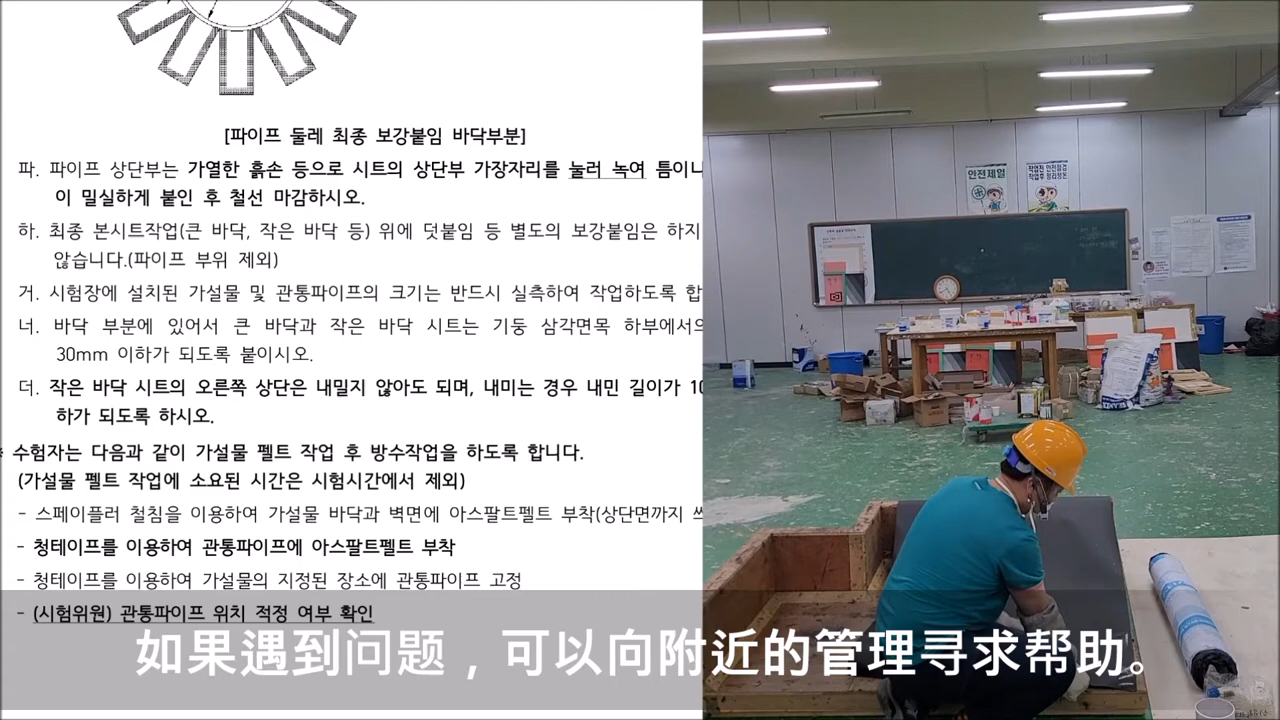 [파이프 둘레 최종 보강붙임 바닥부분]
파. 파이프 상단부는 가열한 흙손 등으로 시트의 상단부 가장자리를 눌러 녹여 틈이
이 밀실하게 붙인 후 철선 마감하시오.
하. 최종 본시트작업(큰 바닥, 작은 바닥 등) 위에 덧붙임 등 별도의 보강붙임은 하지
않습니다.(파이프 부위 제외)
거. 시험장에 설치된 가설물 및 관통파이프의 크기는 반드시 실측하여 작업하도록 합
너. 바닥 부분에 있어서 큰 바닥과 작은 바닥 시트는 기둥 삼각면목 하부에서
30mm 이하가 되도록 붙이시오.
더. 작은 바닥 시트의 오른쪽 상단은 내밀지 않아도 되며, 내미는 경우 내민 길이가
하가 되도록 하시오.
수험자는 다음과 같이 가설물 펠트 작업 후 방수작업을 하도록 합니다.
(가설물 펠트 작업에 소요된 시간은 시험시간에서 제외)
- 스페이플러 철침을 이용하여 가설물 바닥과 벽면에 아스팔트펠트 부착(상단면까지
- 청테이프를 이용하여 관통파이프에 아스팔트펠트 부착
- 청테이프를 이용하여 가설물의 지정된 장소에 관통파이프 고정
- (시험위원) 관통파이프 위치 적정 여부 확인
안전제일
작업전 안전점검
작업후 정리정돈
如果遇到问题，可以向附近的管理寻求帮助。